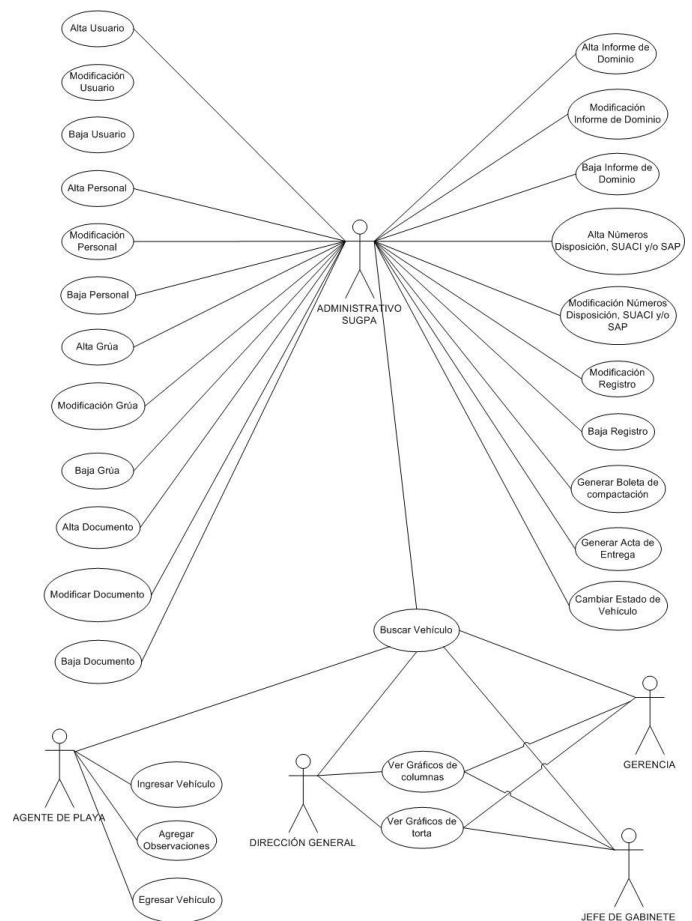 Alta Usuario
Modificación
Usuario
Baja Usuario
Alta Personal
Modificación
Personal
Baja Personal
Alta Grúa
Modificación Grúa
Baja Grúa
Alta Documento
Modificar Documento
Baja Documento
ADMINISTRATIVO
SUGPA
Alta Informe de
Dominio
Modificación
Informe de Dominio
Baja Informe de
Dominio
Alta Números
Disposición, SUACI y/o SAP
Modificación Números
Disposición, SUACI y/o
SAP
Modificación
Registro
Baja Registro
Generar Boleta de
compactación
Generar Acta de
Entrega
Cambiar Estado de
Vehículo
Buscar Vehículo
AGENTE DE PLAYA
Ingresar Vehículo
Agregar
Observaciones
Egresar Vehículo
DIRECCIÓN GENERAL
Ver Gráficos de
columnas
Ver Gráficos de
torta
GERENCIA
JEFE DE GABINETE